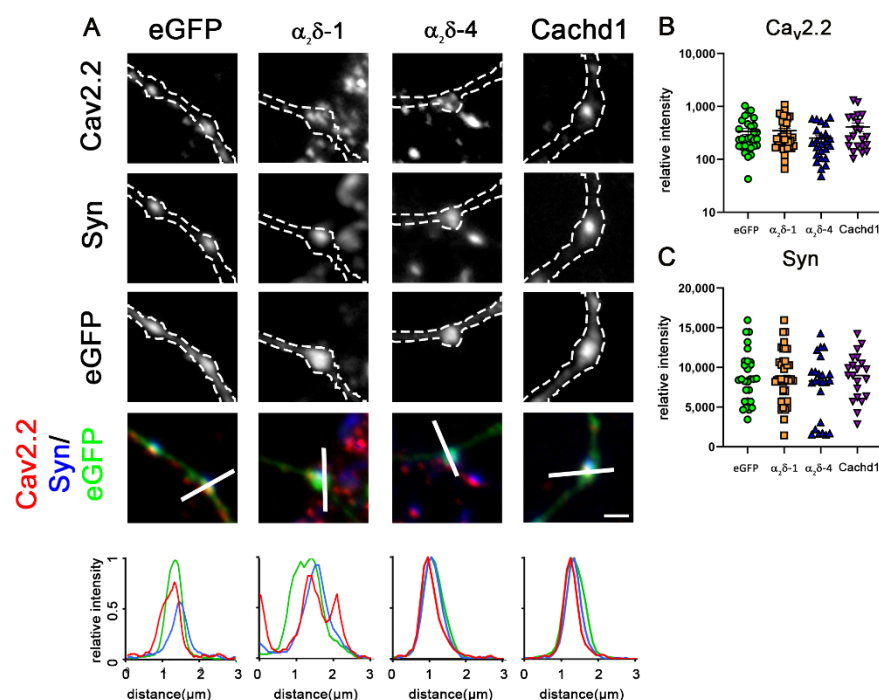 A
eGFP
α₂δ-1
α₂δ-4
Cachd1
Cav2.2
Syn
eGFP
Cav2.2
Syn/
eGFP
relative intensity
1
0.5
0
0 1 2 3
0 1 2 3
0 1 2 3
0 1 2 3
distance(µm)
distance(µm)
distance(µm)
distance(µm)
B
Caᵥ2.2
relative intensity
10,000
1,000
100
10
eGFP
α₂δ-1
α₂δ-4
Cachd1
C
Syn
relative intensity
20,000
15,000
10,000
5,000
0
eGFP
α₂δ-1
α₂δ-4
Cachd1